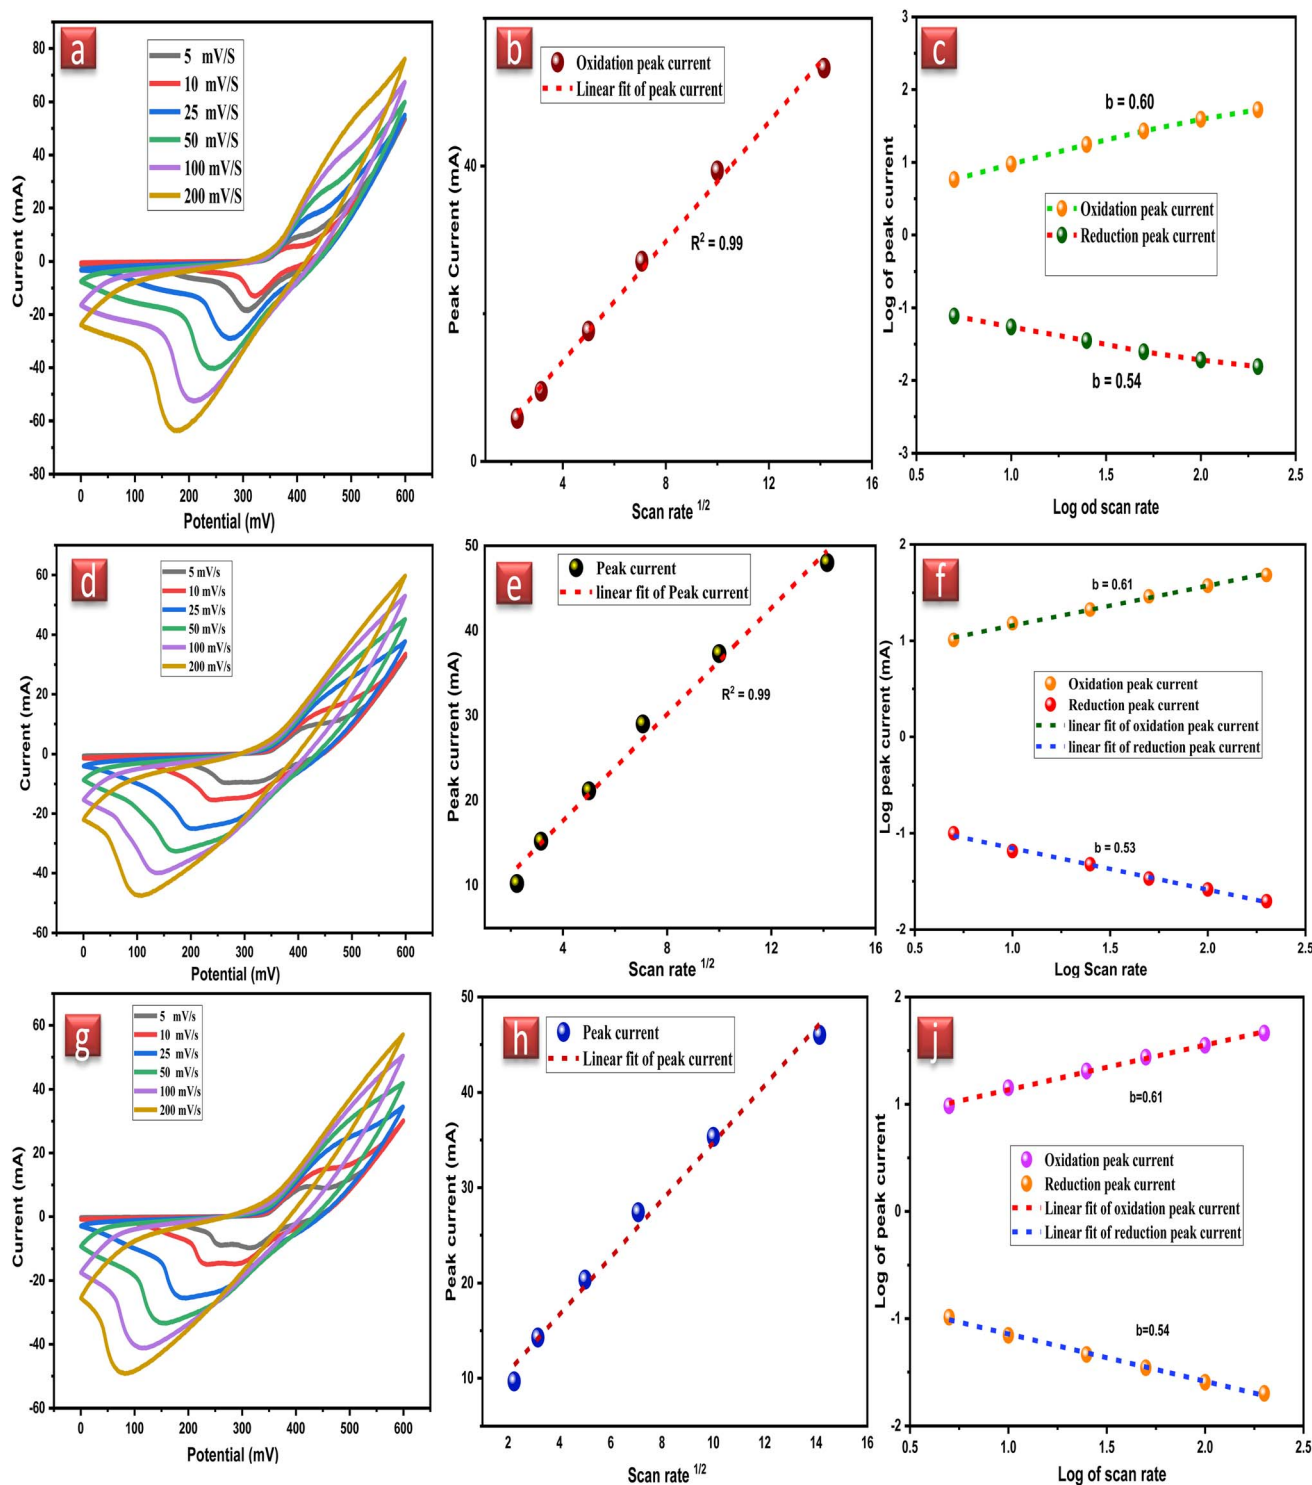 a
5 mV/S
10 mV/S
25 mV/S
50 mV/S
100 mV/S
200 mV/S
80
60
40
20
0
-20
-40
-60
-80
Current (mA)
0 100 200 300 400 500 600
Potential (mV)
b
Oxidation peak current
Linear fit of peak current
R² = 0.99
40
0
Peak Current (mA)
4 8 12 16
Scan rate 1/2
c
b = 0.60
Oxidation peak current
Reduction peak current
b = 0.54
3
2
1
0
-1
-2
-3
Log of peak current
0.5 1.0 1.5 2.0 2.5
Log od scan rate
d
5 mV/s
10 mV/s
25 mV/s
50 mV/s
100 mV/s
200 mV/s
60
40
20
0
-20
-40
-60
Current (mA)
0 100 200 300 400 500 600
Potential (mV)
e
Peak current
linear fit of Peak current
R² = 0.99
50
40
30
20
10
Peak current (mA)
4 8 12 16
Scan rate 1/2
f
b = 0.61
Oxidation peak current
Reduction peak current
linear fit of oxidation peak current
linear fit of reduction peak current
b = 0.53
2
1
0
-1
-2
Log peak current (mA)
0.5 1.0 1.5 2.0 2.5
Log Scan rate
g
5 mV/s
10 mV/s
25 mV/s
50 mV/s
100 mV/s
200 mV/s
60
40
20
0
-20
-40
-60
Current (mA)
0 100 200 300 400 500 600
Potential (mV)
h
Peak current
Linear fit of peak current
50
40
30
20
10
Peak current (mA)
2 4 6 8 10 12 14 16
Scan rate 1/2
j
b=0.61
Oxidation peak current
Reduction peak current
Linear fit of oxidation peak current
Linear fit of reduction peak current
b=0.54
2
1
0
-1
-2
Log of peak current
0.5 1.0 1.5 2.0 2.5
Log of scan rate